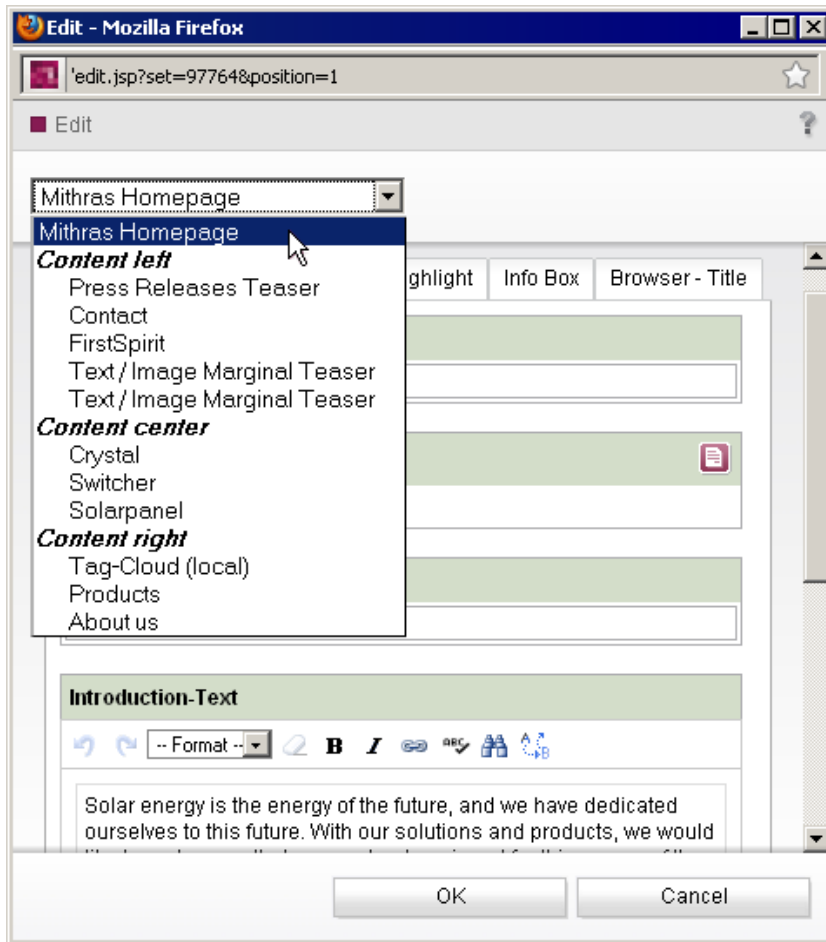 Edit - Mozilla Firefox
'edit.jsp?set=97764&position=1
Edit
?
Mithras Homepage
Mithras Homepage
Content left
Press Releases Teaser
Contact
FirstSpirit
Text / Image Marginal Teaser
Text / Image Marginal Teaser
Content center
Crystal
Switcher
Solarpanel
Content right
Tag-Cloud (local)
Products
About us
ghlight Info Box Browser - Title
Introduction-Text
-- Format -- B I ABC A B
Solar energy is the energy of the future, and we have dedicated
ourselves to this future. With our solutions and products, we would
OK Cancel